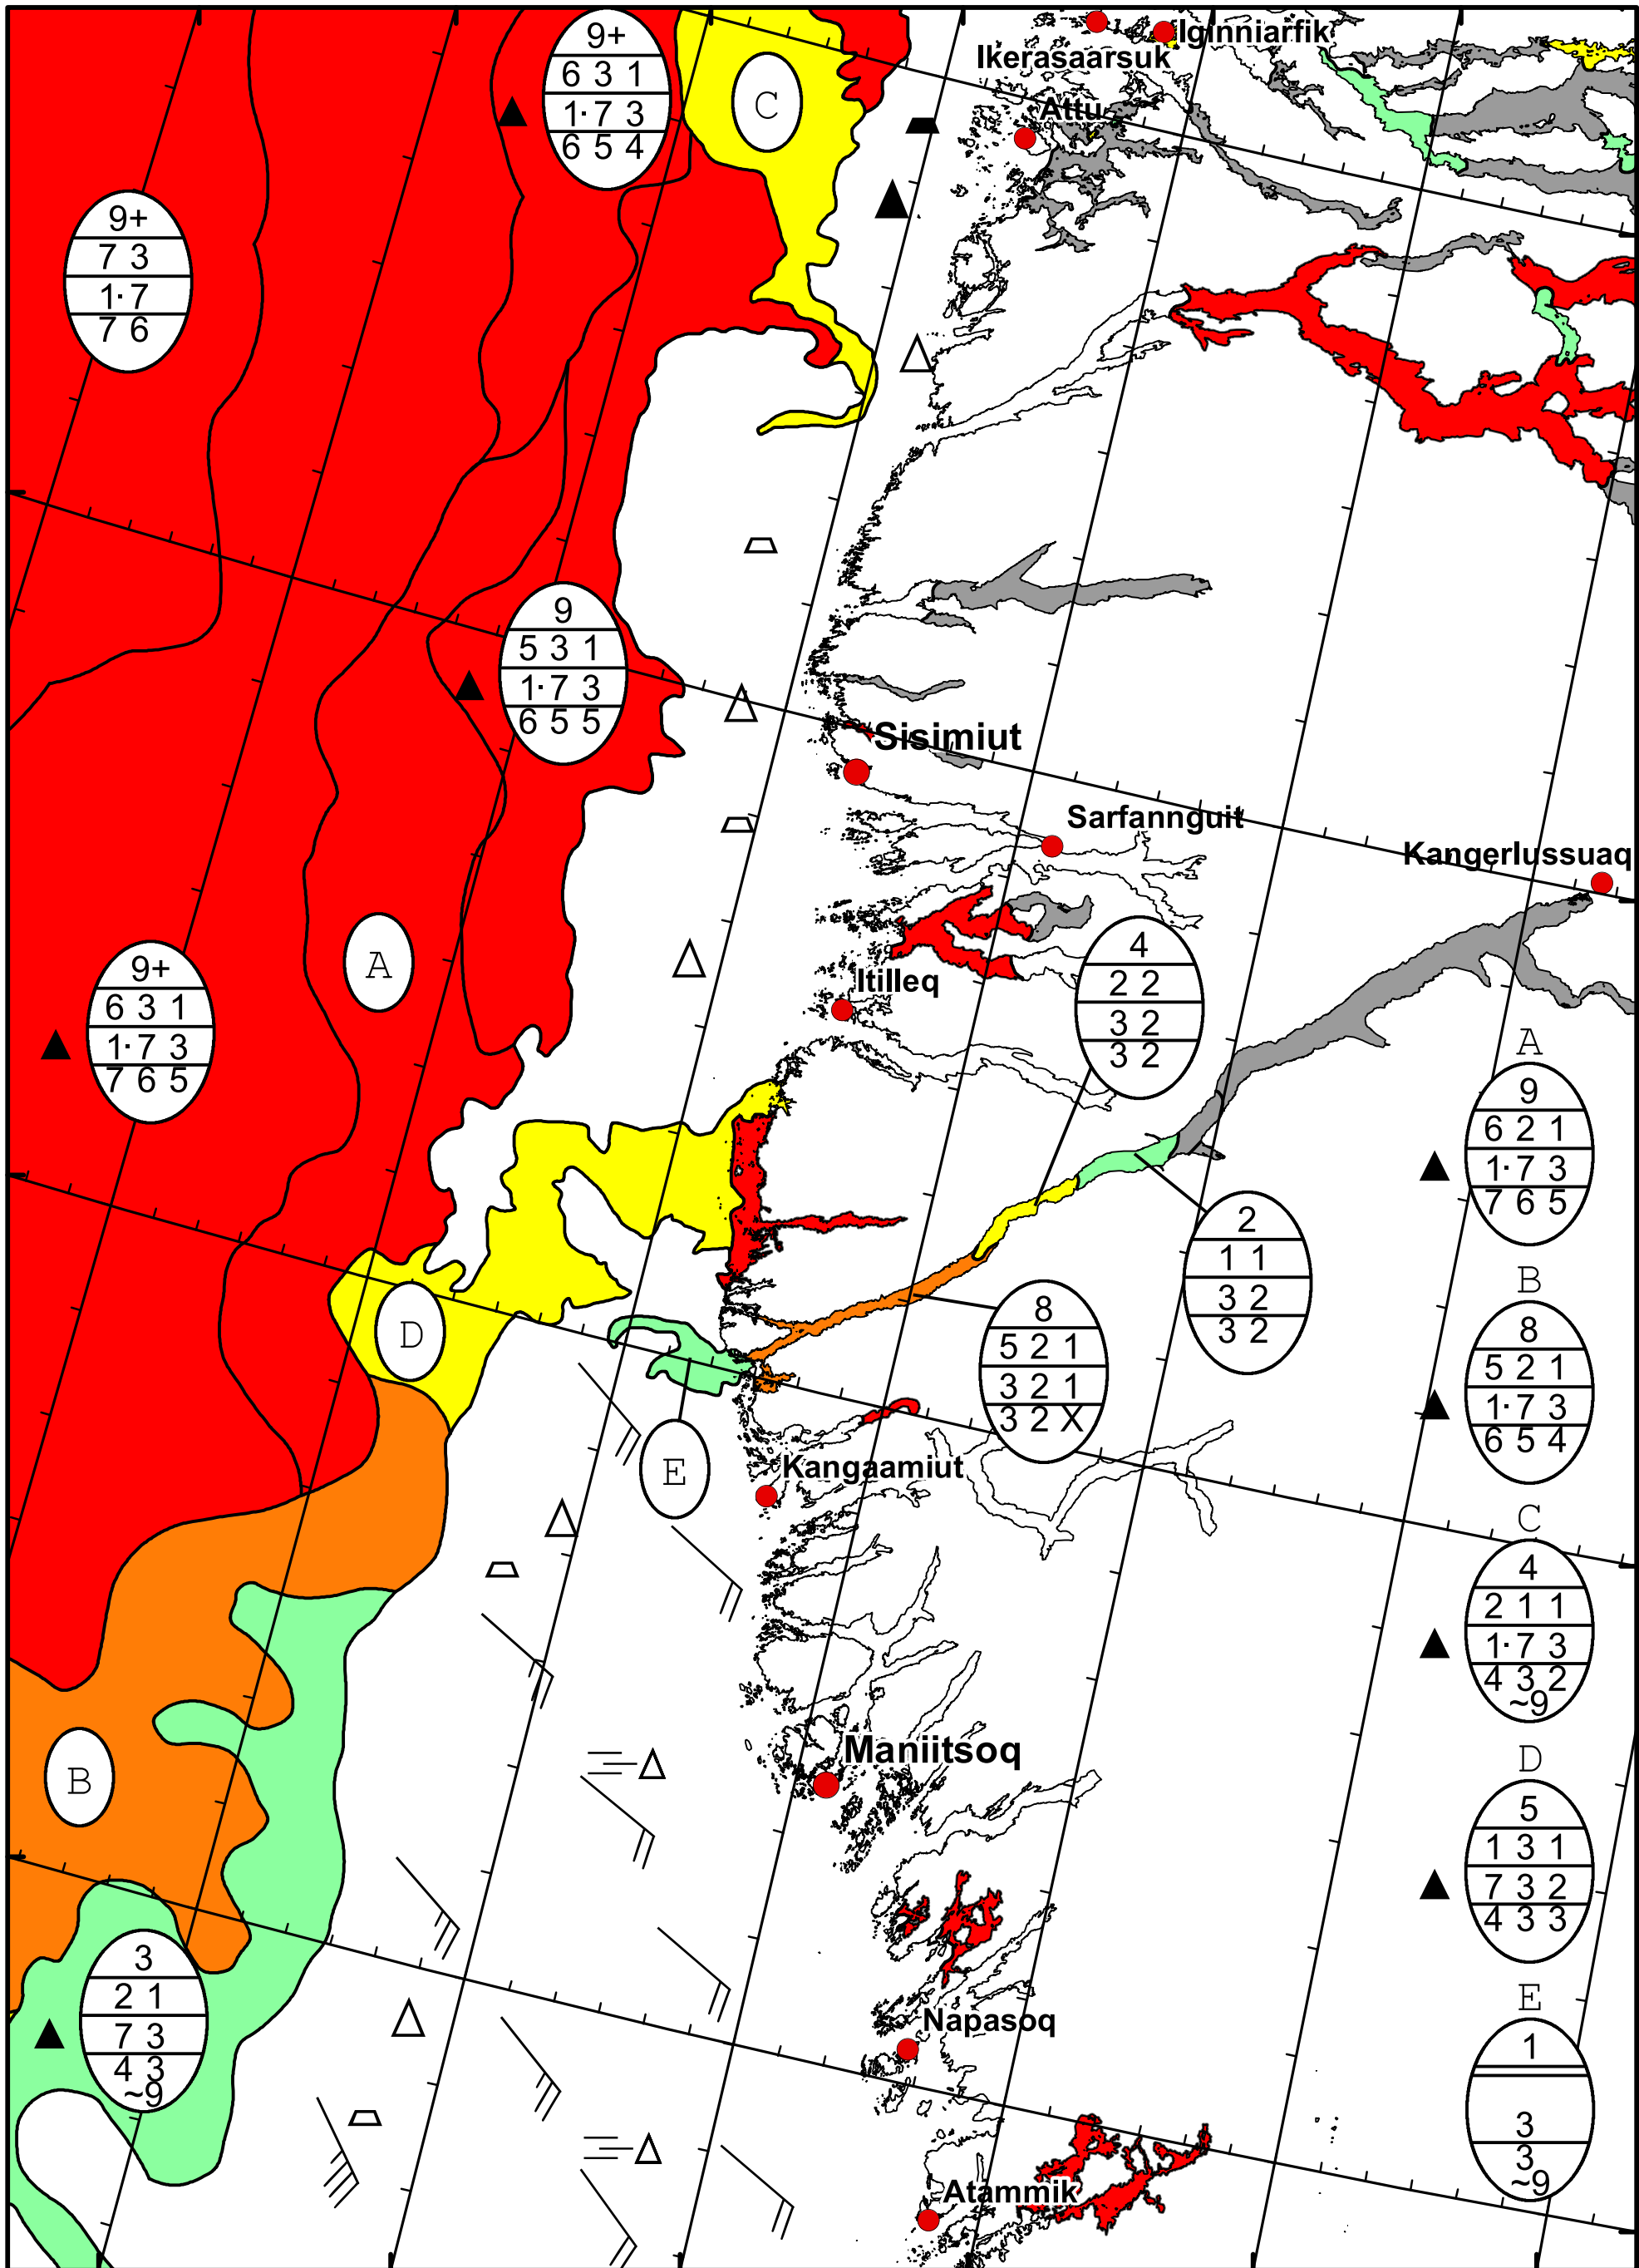 Iginniarfik
Ikerasaarsuk
9+
6 3 1
1· 7 3
6 5 4
C
Attu
9+
7 3
1· 7
7 6
9
5 3 1
1· 7 3
6 5 5
Sisimiut
Sarfannguit
Kangerlussuaq
A
9+
6 3 1
1· 7 3
7 6 5
4
2 2
3 2
3 2
Itilleq
A
9
6 2 1
1· 7 3
7 6 5
2
1 1
3 2
3 2
D
8
5 2 1
3 2 1
3 2 X
B
8
5 2 1
1· 7 3
6 5 4
E
Kangaamiut
C
4
2 1 1
1· 7 3
4 3 2
~9
B
Maniitsoq
D
5
1 3 1
7 3 2
4 3 3
3
2 1
7 3
4 3
~9
Napasoq
E
1
3
3
~9
Atammik